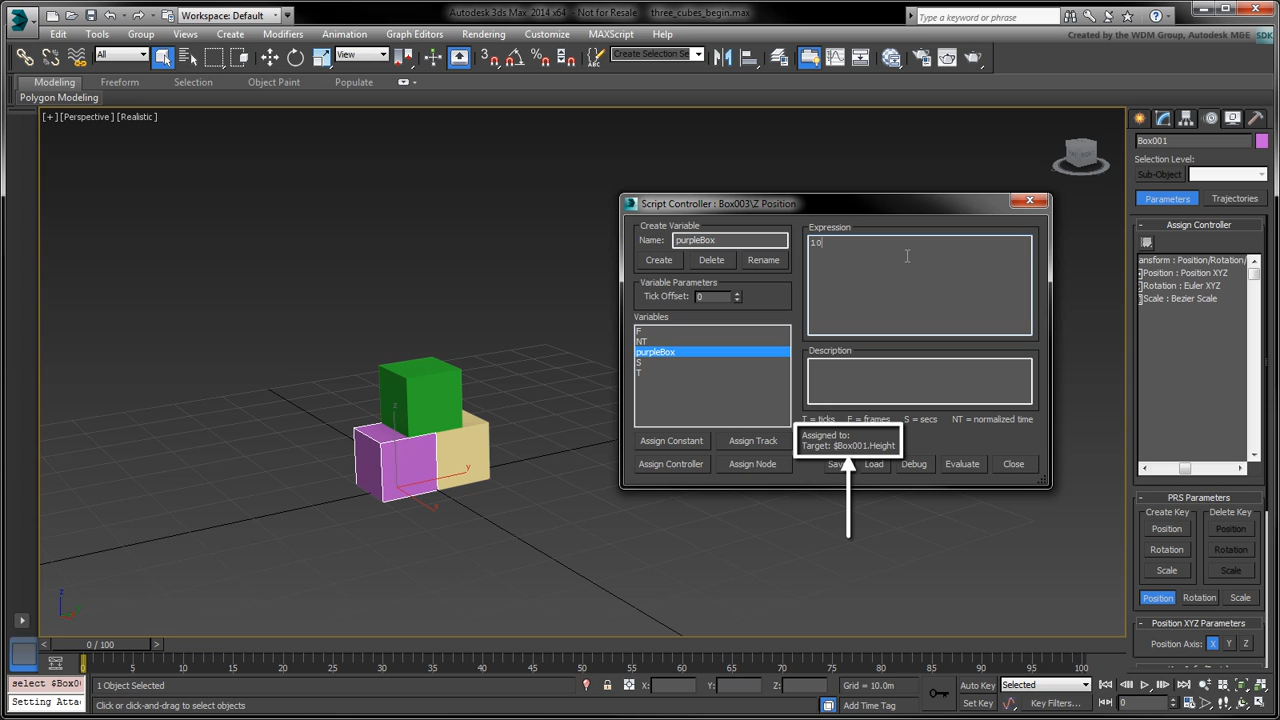 Workspace: Default
Autodesk 3ds Max 2014 x64 - Not for Resale three_cubes_begin.max
Type a keyword or phrase
Edit Tools Group Views Create Modifiers Animation Graph Editors Rendering Customize MAXScript Help
Created by the WDM Group, Autodesk M&E SDK
All
View
Create Selection Se
Modeling Freeform Selection Object Paint Populate
Polygon Modeling
[+] [Perspective] [Realistic]
Box001
Selection Level:
Sub-Object
Parameters Trajectories
Assign Controller
ansform : Position/Rotation/
Position : Position XYZ
Rotation : Euler XYZ
Scale : Bezier Scale
Script Controller : Box003\Z Position
Create Variable
Name: purpleBox
Create Delete Rename
Variable Parameters
Tick Offset: 0
Variables
F
NT
purpleBox
S
T
Assign Constant Assign Track
Assign Controller Assign Node
Expression
10
Description
T = ticks F = frames S = secs NT = normalized time
Assigned to:
Target: $Box001.Height
Load Debug Evaluate Close
PRS Parameters
Create Key Delete Key
Position Position
Rotation Rotation
Scale Scale
Position Rotation Scale
Position XYZ Parameters
Position Axis: X Y Z
z
y
x
z
0 / 100
0 5 10 15 20 25 30 35 40 45 50 55 60 65 70 75 80 85 90 95 100
select $Box0
Setting Attac
1 Object Selected
Click or click-and-drag to select objects
X: Y: Z: Grid = 10.0m
Add Time Tag
Auto Key Selected
Set Key Key Filters...
0